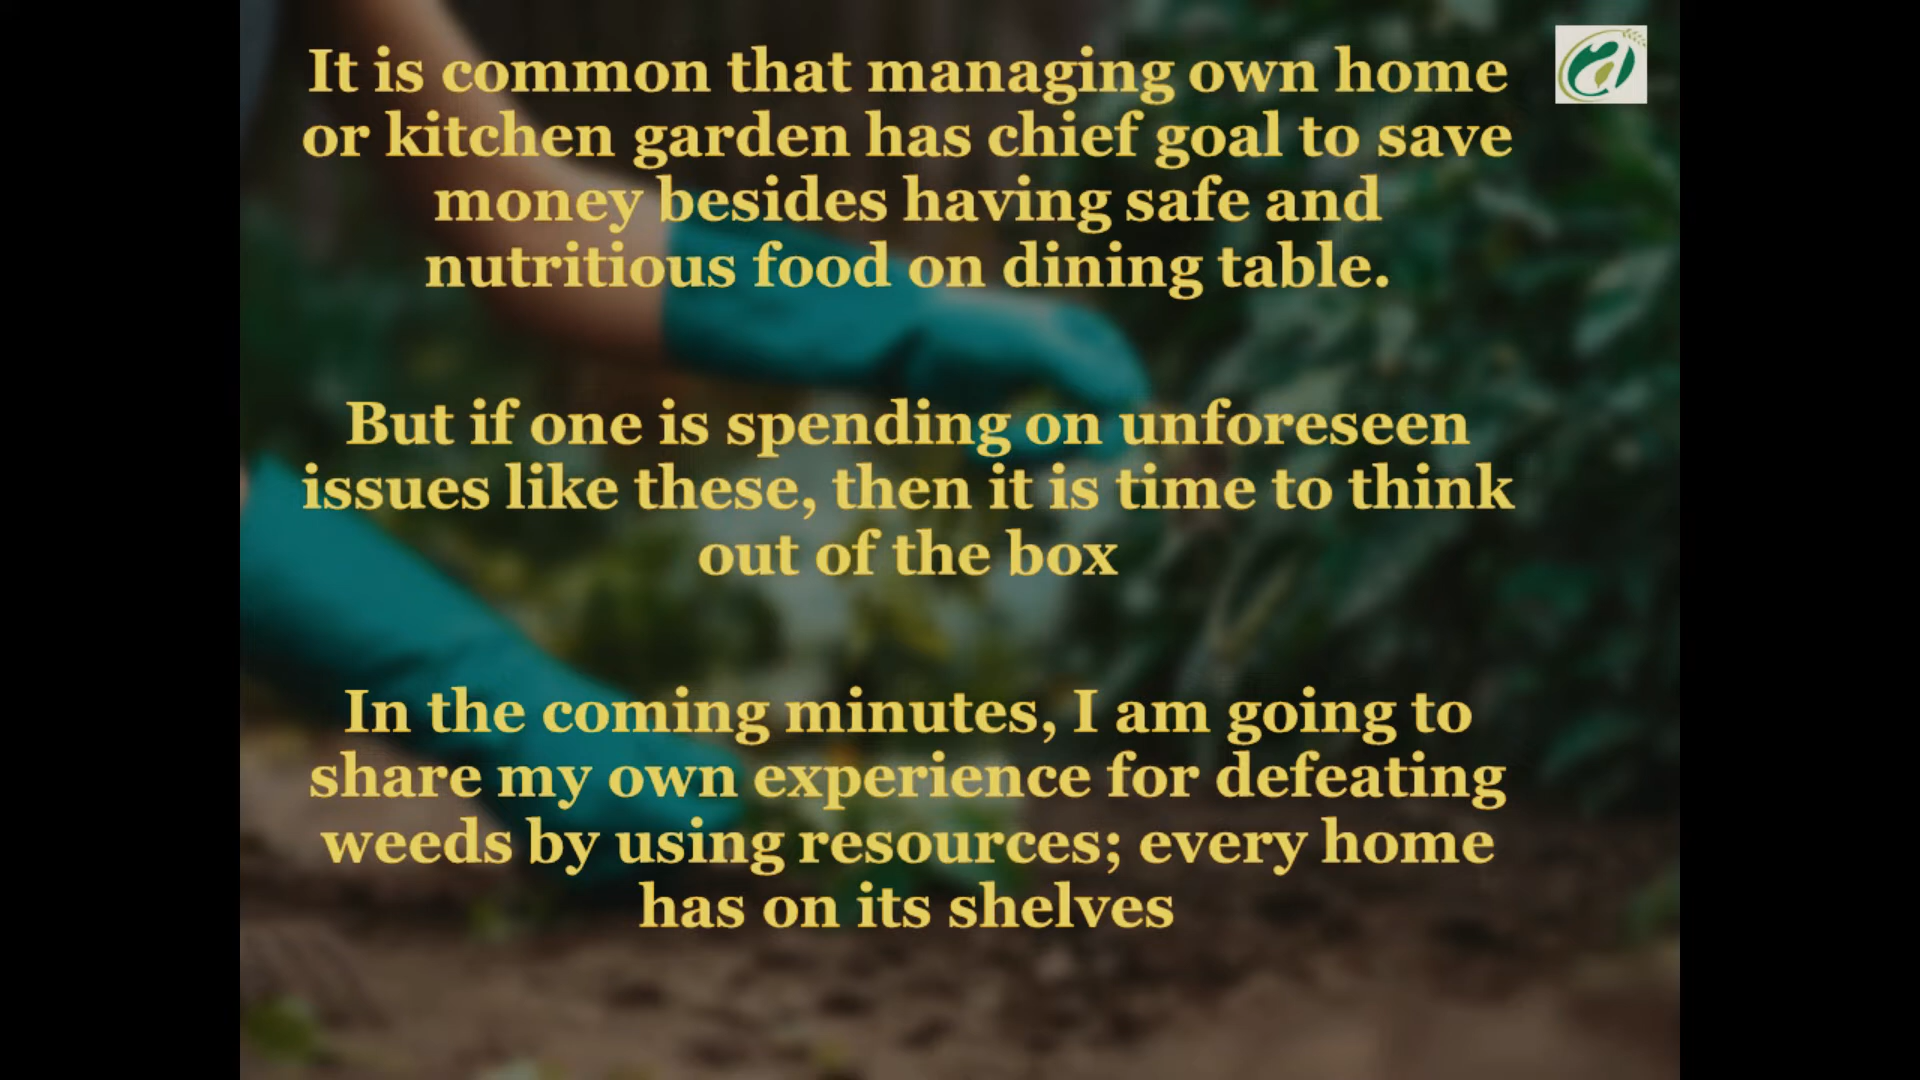 It is common that managing own home
or kitchen garden has chief goal to save
money besides having safe and
nutritious food on dining table.
But if one is spending on unforeseen
issues like these, then it is time to think
out of the box
In the coming minutes, I am going to
share my own experience for defeating
weeds by using resources; every home
has on its shelves